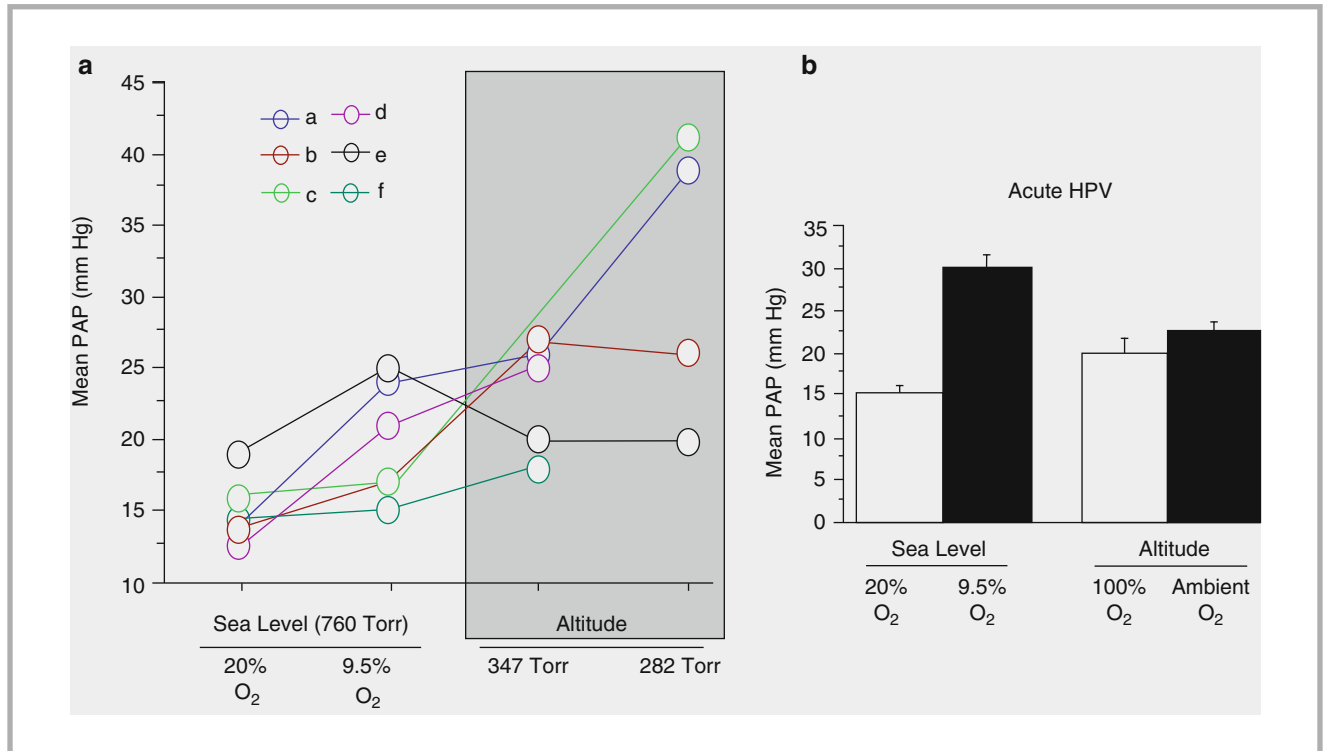 a
45
40
35
30
25
20
15
10
Mean PAP (mm Hg)
a d
b e
c f
Sea Level (760 Torr) Altitude
20% 9.5% 347 Torr 282 Torr
O2 O2
b
Acute HPV
35
30
25
20
15
10
5
0
Mean PAP (mm Hg)
Sea Level Altitude
20% 9.5% 100% Ambient
O2 O2 O2 O2